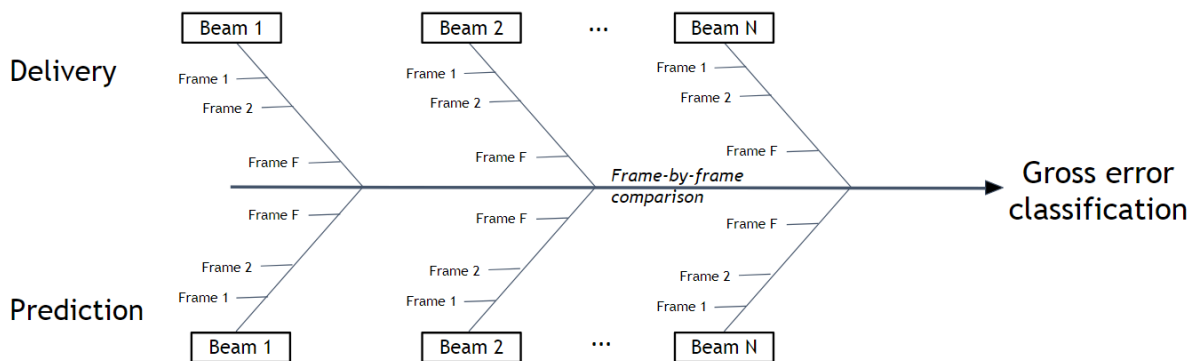 Beam 1
Beam 2
...
Beam N
Delivery
Frame 1
Frame 2
Frame F
Frame 1
Frame 2
Frame F
Frame 1
Frame 2
Frame F
Frame-by-frame
comparison
Gross error
classification
Prediction
Frame F
Frame 2
Frame 1
Frame F
Frame 2
Frame 1
Frame F
Frame 2
Frame 1
Beam 1
Beam 2
...
Beam N